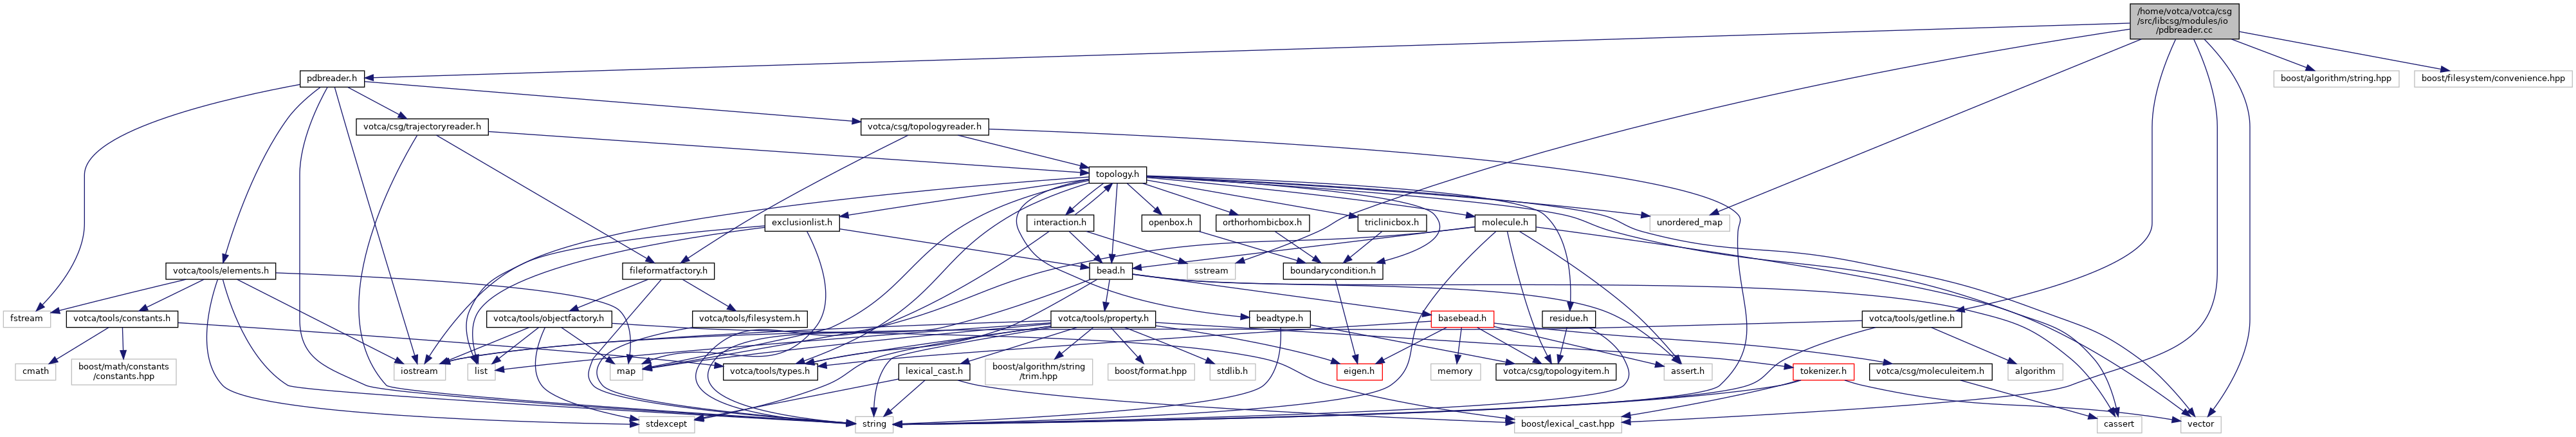 /home/votca/votca/csg
/src/libcsg/modules/io
/pdbreader.cc
pdbreader.h
boost/algorithm/string.hpp
boost/filesystem/convenience.hpp
votca/csg/trajectoryreader.h
votca/csg/topologyreader.h
topology.h
exclusionlist.h
interaction.h
openbox.h
orthorhombicbox.h
triclinicbox.h
molecule.h
unordered_map
votca/tools/elements.h
fileformatfactory.h
bead.h
sstream
boundarycondition.h
fstream
votca/tools/constants.h
votca/tools/objectfactory.h
votca/tools/filesystem.h
votca/tools/property.h
beadtype.h
basebead.h
residue.h
votca/tools/getline.h
cmath
boost/math/constants
/constants.hpp
iostream
list
map
votca/tools/types.h
lexical_cast.h
boost/algorithm/string
/trim.hpp
boost/format.hpp
stdlib.h
eigen.h
memory
votca/csg/topologyitem.h
assert.h
tokenizer.h
votca/csg/moleculeitem.h
algorithm
stdexcept
string
boost/lexical_cast.hpp
cassert
vector